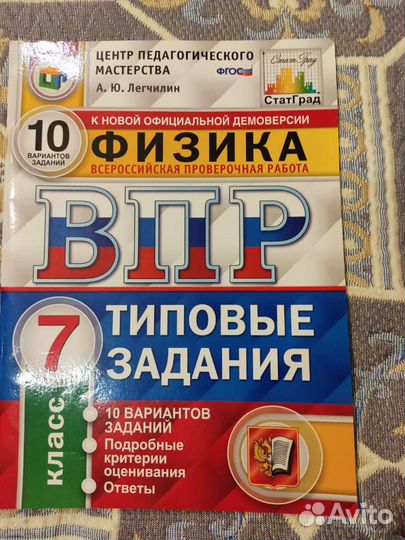 ЦЕНТР ПЕДАГОГИЧЕСКОГО
МАСТЕРСТВА
А. Ю. Легчилин
ФГОС
СтатГрад
СтатГрад
К НОВОЙ ОФИЦИАЛЬНОЙ ДЕМОВЕРСИИ
10
ВАРИАНТОВ
ЗАДАНИЙ
ФИЗИКА
ВСЕРОССИЙСКАЯ ПРОВЕРОЧНАЯ РАБОТА
ВПР
7
класс
ТИПОВЫЕ
ЗАДАНИЯ
10 ВАРИАНТОВ
ЗАДАНИЙ
Подробные
критерии
оценивания
Ответы
Avito